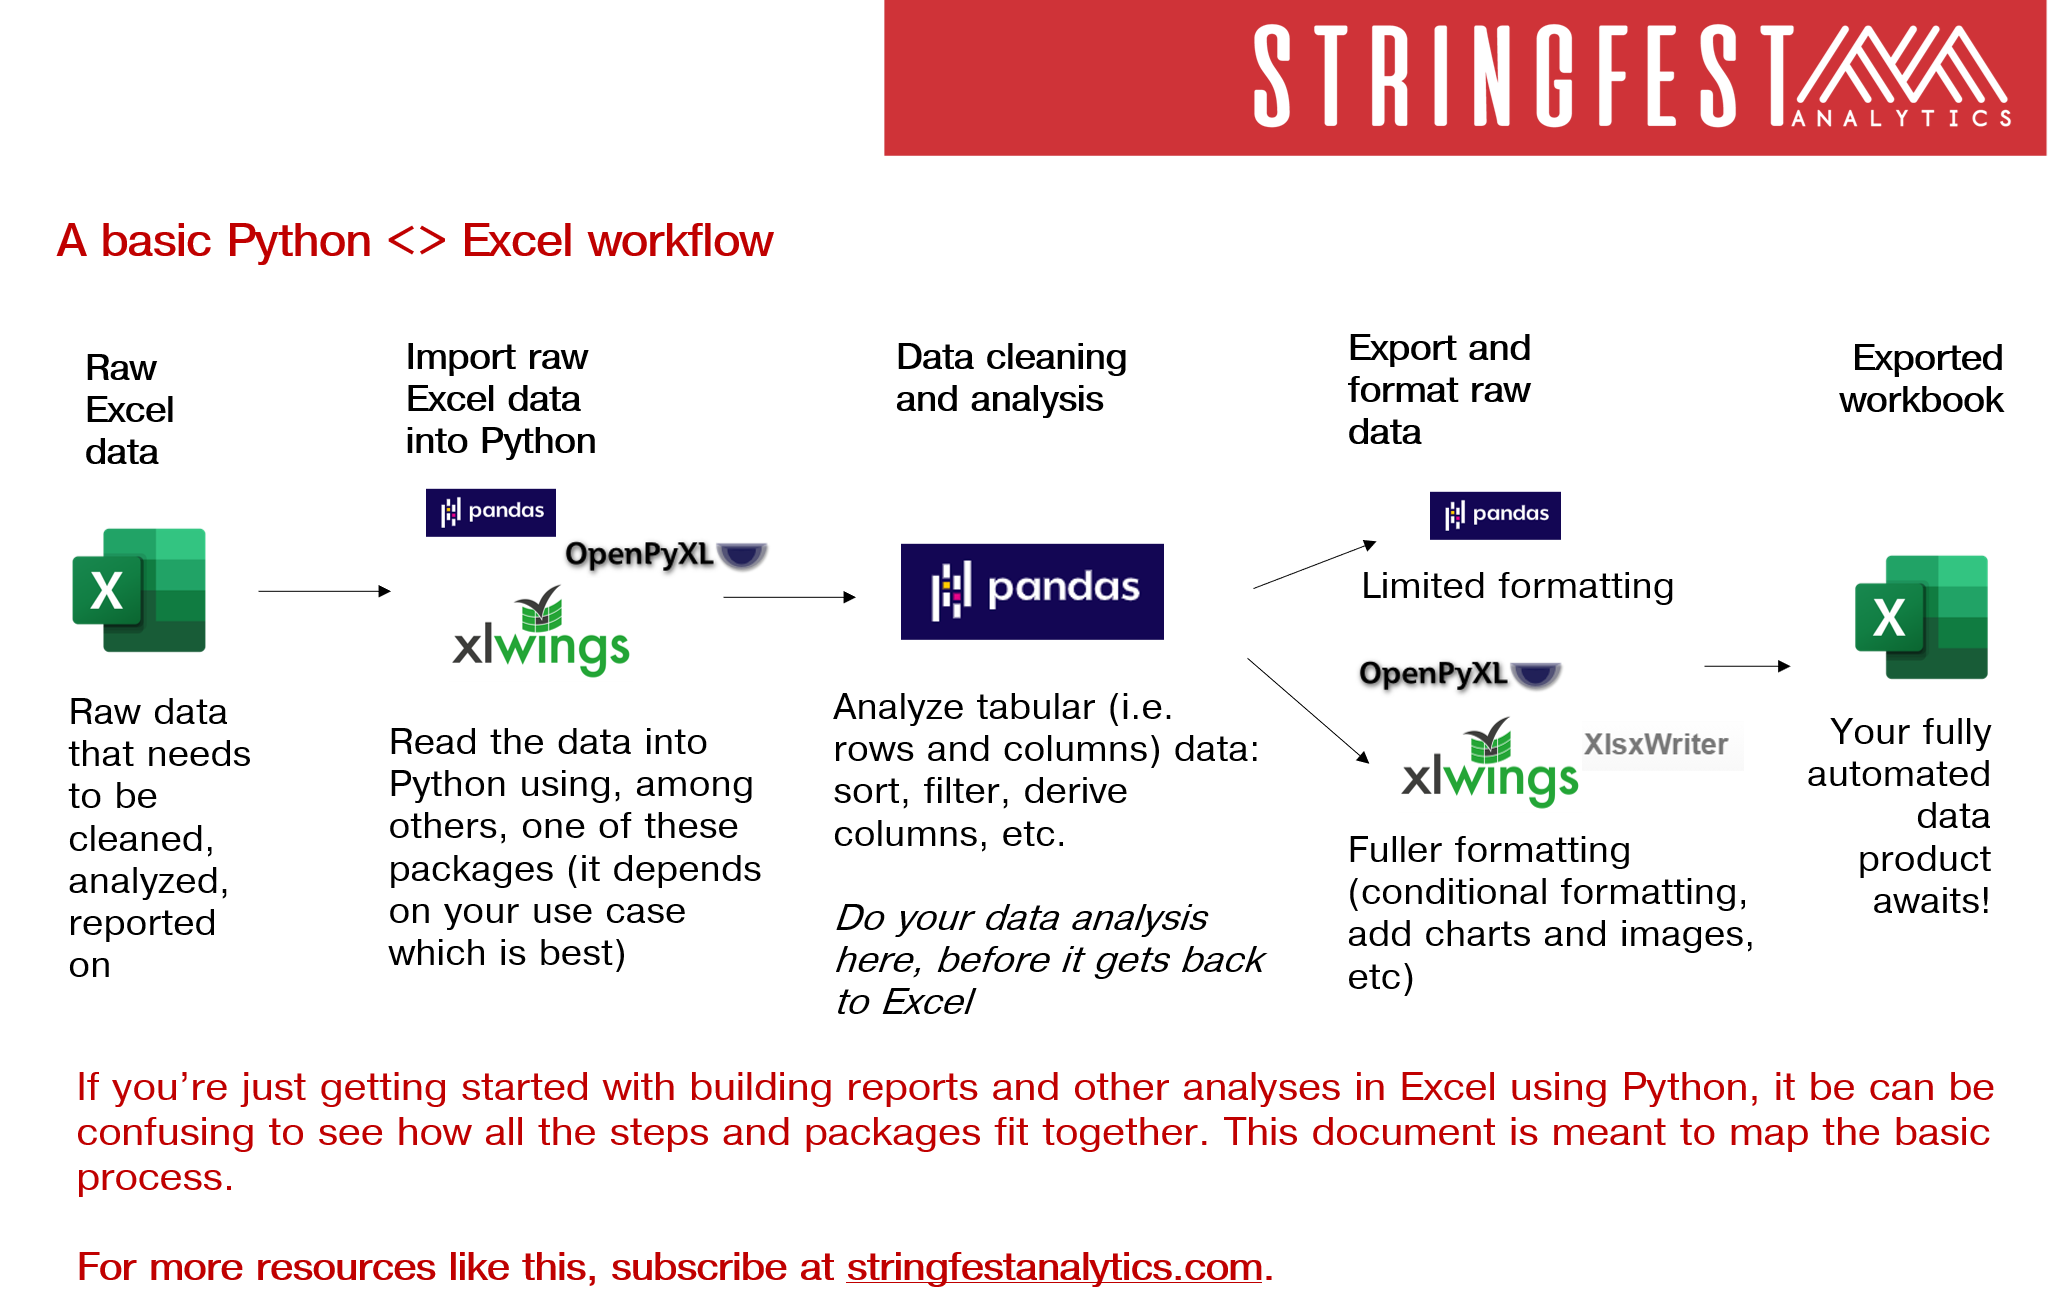 STRINGFEST
ANALYTICS
A basic Python <> Excel workflow
Raw
Excel
data
X
Raw data
that needs
to be
cleaned,
analyzed,
reported
on
Import raw
Excel data
into Python
pandas
OpenPyXL
xlwings
Read the data into
Python using, among
others, one of these
packages (it depends
on your use case
which is best)
Data cleaning
and analysis
pandas
Analyze tabular (i.e.
rows and columns) data:
sort, filter, derive
columns, etc.
Do your data analysis
here, before it gets back
to Excel
Export and
format raw
data
pandas
Limited formatting
OpenPyXL
xlwings
XlsxWriter
Fuller formatting
(conditional formatting,
add charts and images,
etc)
Exported
workbook
X
Your fully
automated
data
product
awaits!
If you’re just getting started with building reports and other analyses in Excel using Python, it be can be
confusing to see how all the steps and packages fit together. This document is meant to map the basic
process.
For more resources like this, subscribe at stringfestanalytics.com.